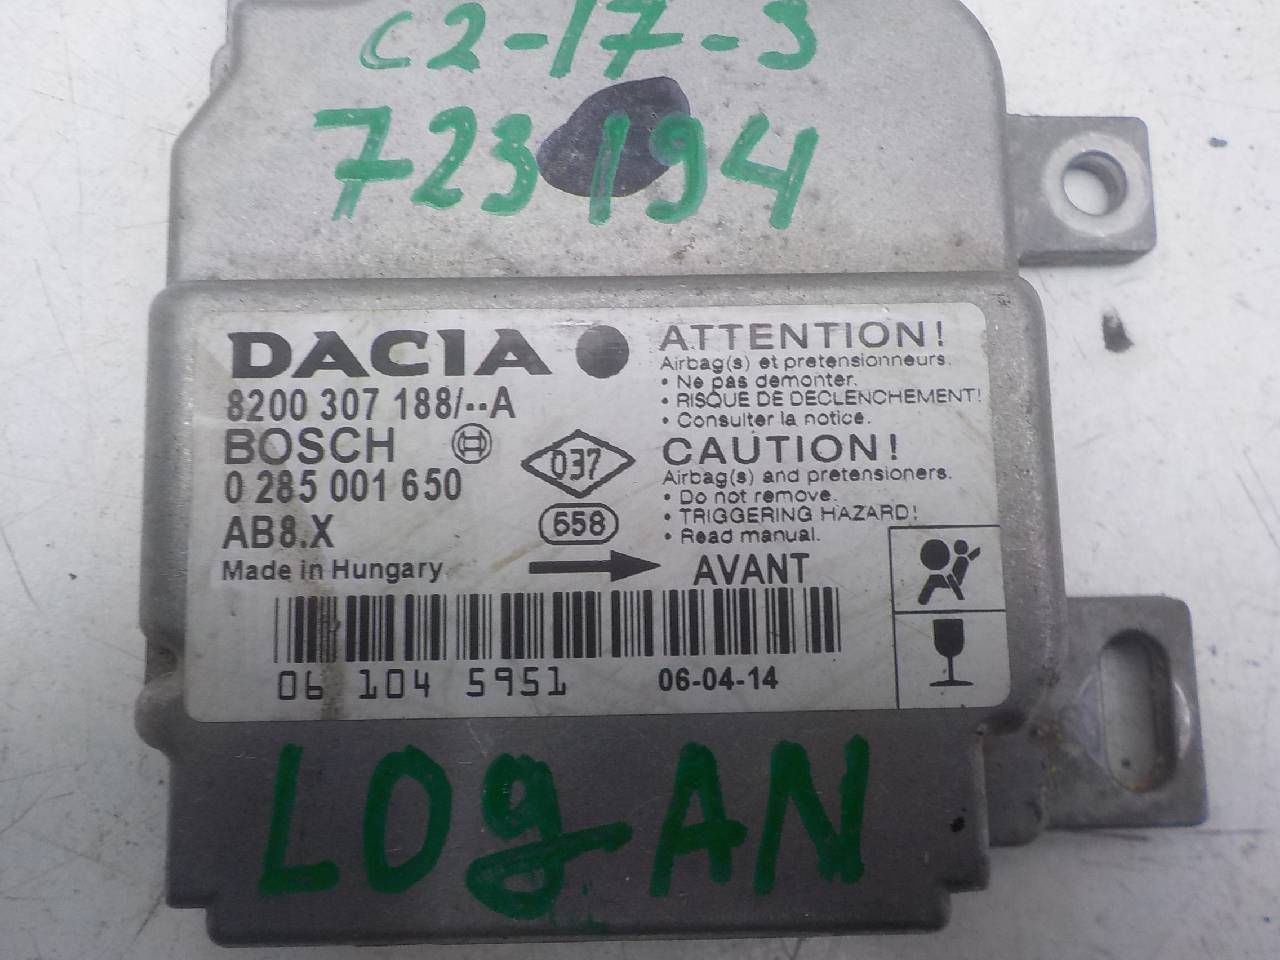 C2-17-3
723194
DACIA
8200 307 188/--A
BOSCH
0 285 001 650
AB8.X
Made in Hungary
037
658
ATTENTION!
Airbag(s) et pretensionneurs.
• Ne pas demonter.
• RISQUE DE DECLENCHEMENT!
• Consulter la notice.
CAUTION!
Airbag(s) and pretensioners.
• Do not remove.
• TRIGGERING HAZARD!
• Read manual.
AVANT
06 104 5951
06-04-14
LOgAN